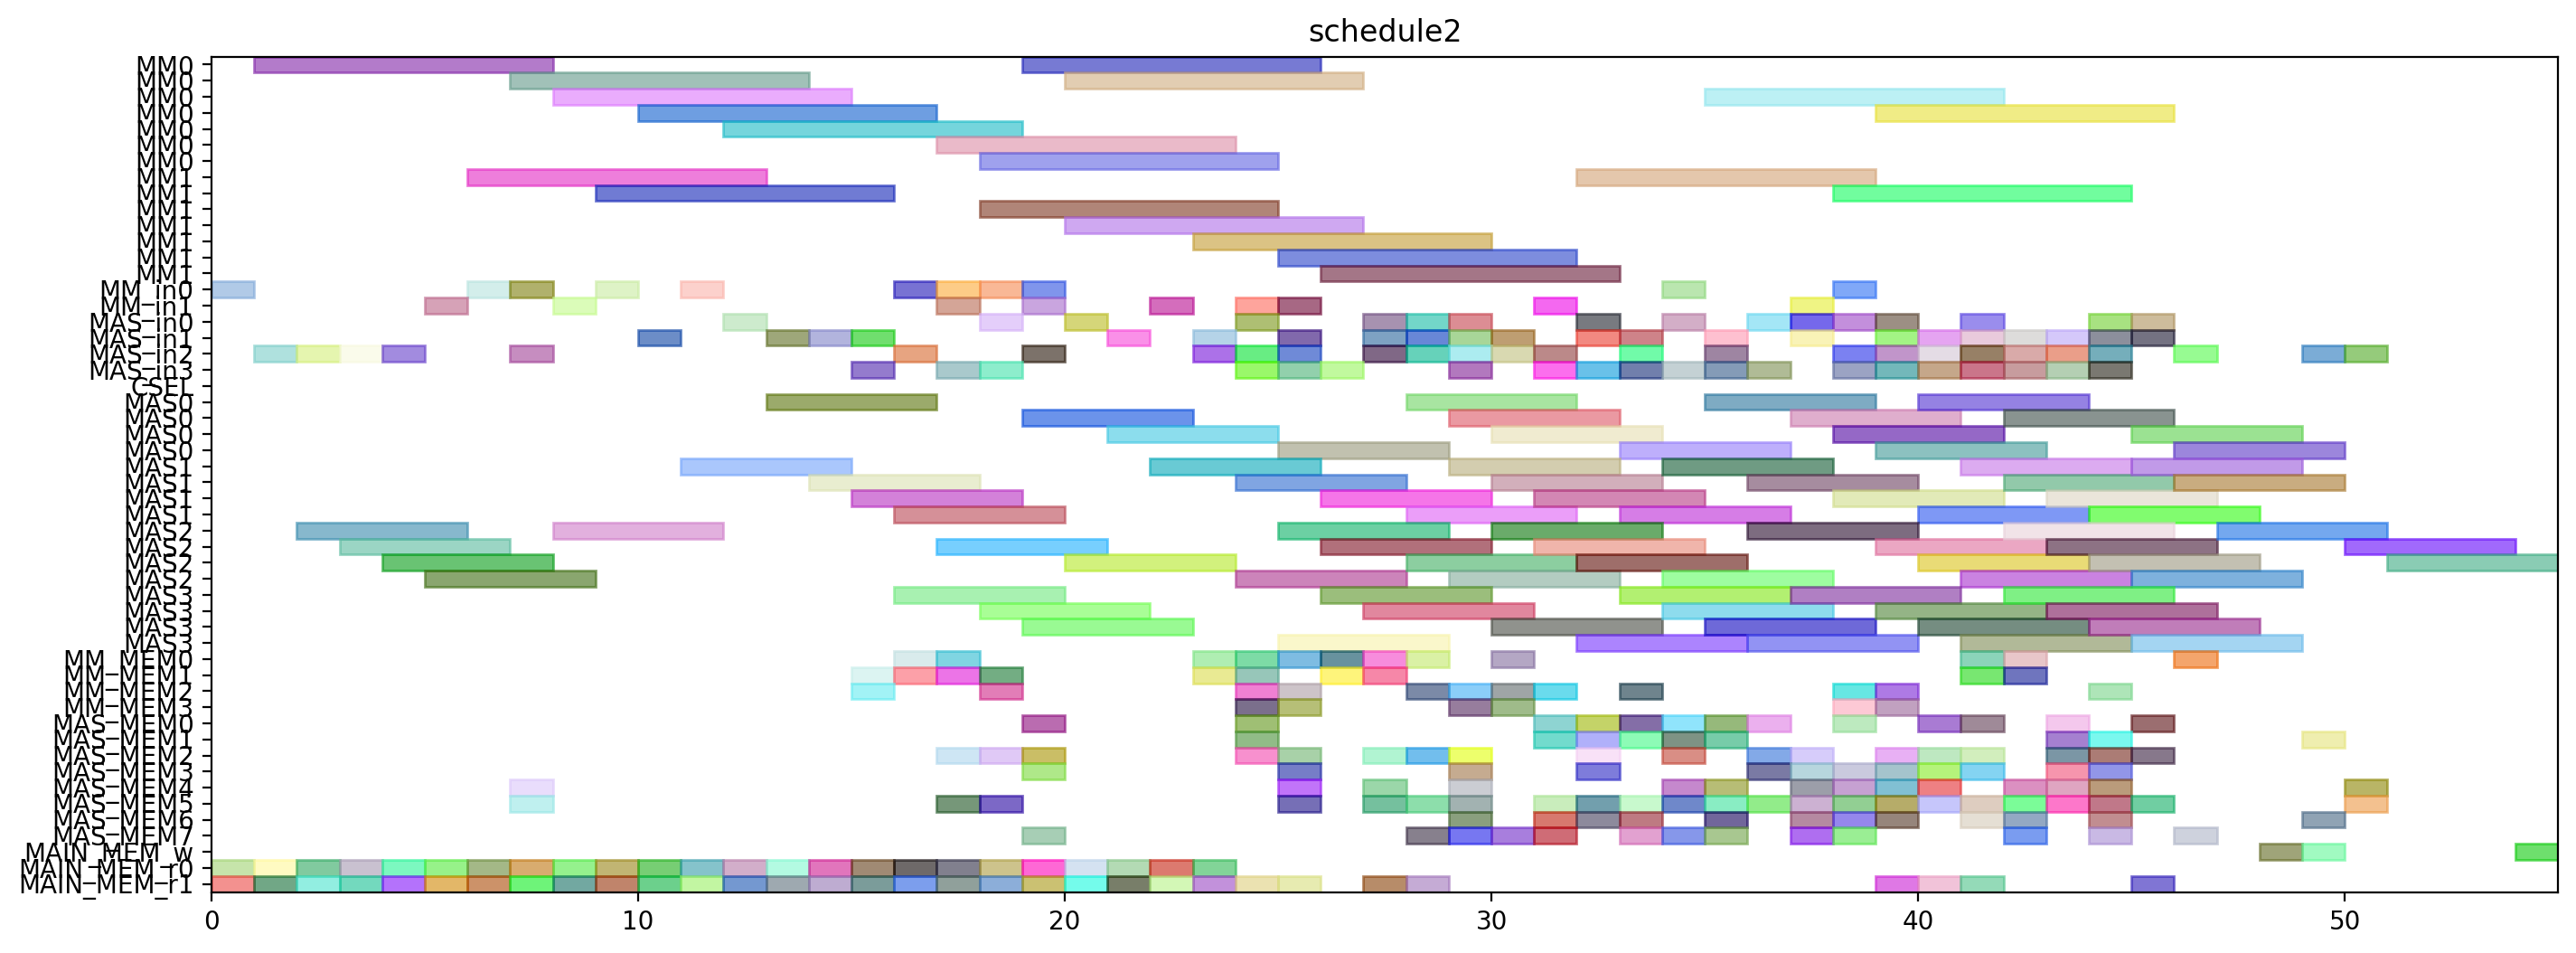 schedule2
MM0
MM0
MM0
MM0
MM0
MM0
MM0
MM1
MM1
MM1
MM1
MM1
MM1
MM1
MM_in0
MM_in1
MAS_in0
MAS_in1
MAS_in2
MAS_in3
CSEL
MAS0
MAS0
MAS0
MAS0
MAS1
MAS1
MAS1
MAS1
MAS2
MAS2
MAS2
MAS2
MAS3
MAS3
MAS3
MAS3
MM_MEM0
MM_MEM1
MM_MEM2
MM_MEM3
MAS_MEM0
MAS_MEM1
MAS_MEM2
MAS_MEM3
MAS_MEM4
MAS_MEM5
MAS_MEM6
MAS_MEM7
MAIN_MEM_w
MAIN_MEM_r0
MAIN_MEM_r1
0 10 20 30 40 50